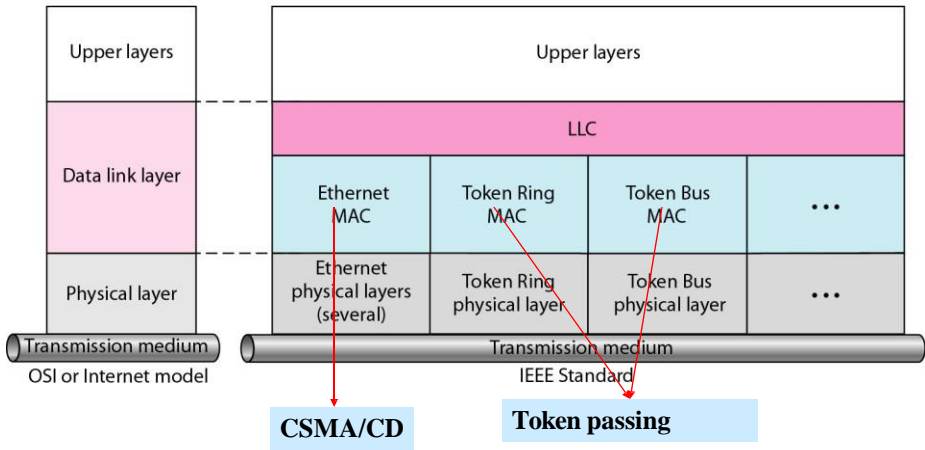 Upper layers
Data link layer
Physical layer
Transmission medium
OSI or Internet model
Upper layers
LLC
Ethernet
MAC
Token Ring
MAC
Token Bus
MAC
...
Ethernet
physical layers
(several)
Token Ring
physical layer
Token Bus
physical layer
...
Transmission medium
IEEE Standard
CSMA/CD
Token passing